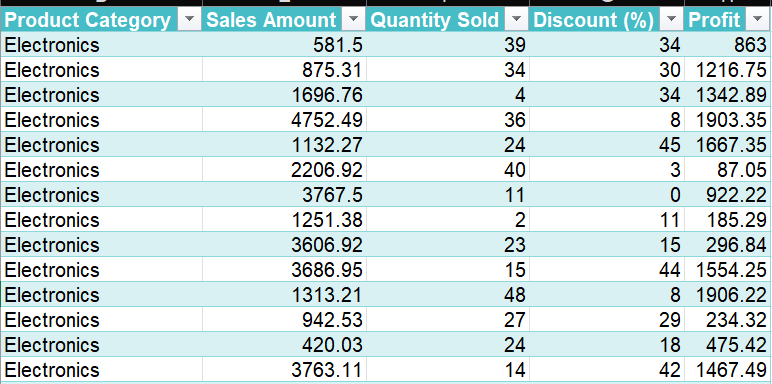 Product Category Sales Amount Quantity Sold Discount (%) Profit
Electronics 581.5 39 34 863
Electronics 875.31 34 30 1216.75
Electronics 1696.76 4 34 1342.89
Electronics 4752.49 36 8 1903.35
Electronics 1132.27 24 45 1667.35
Electronics 2206.92 40 3 87.05
Electronics 3767.5 11 0 922.22
Electronics 1251.38 2 11 185.29
Electronics 3606.92 23 15 296.84
Electronics 3686.95 15 44 1554.25
Electronics 1313.21 48 8 1906.22
Electronics 942.53 27 29 234.32
Electronics 420.03 24 18 475.42
Electronics 3763.11 14 42 1467.49